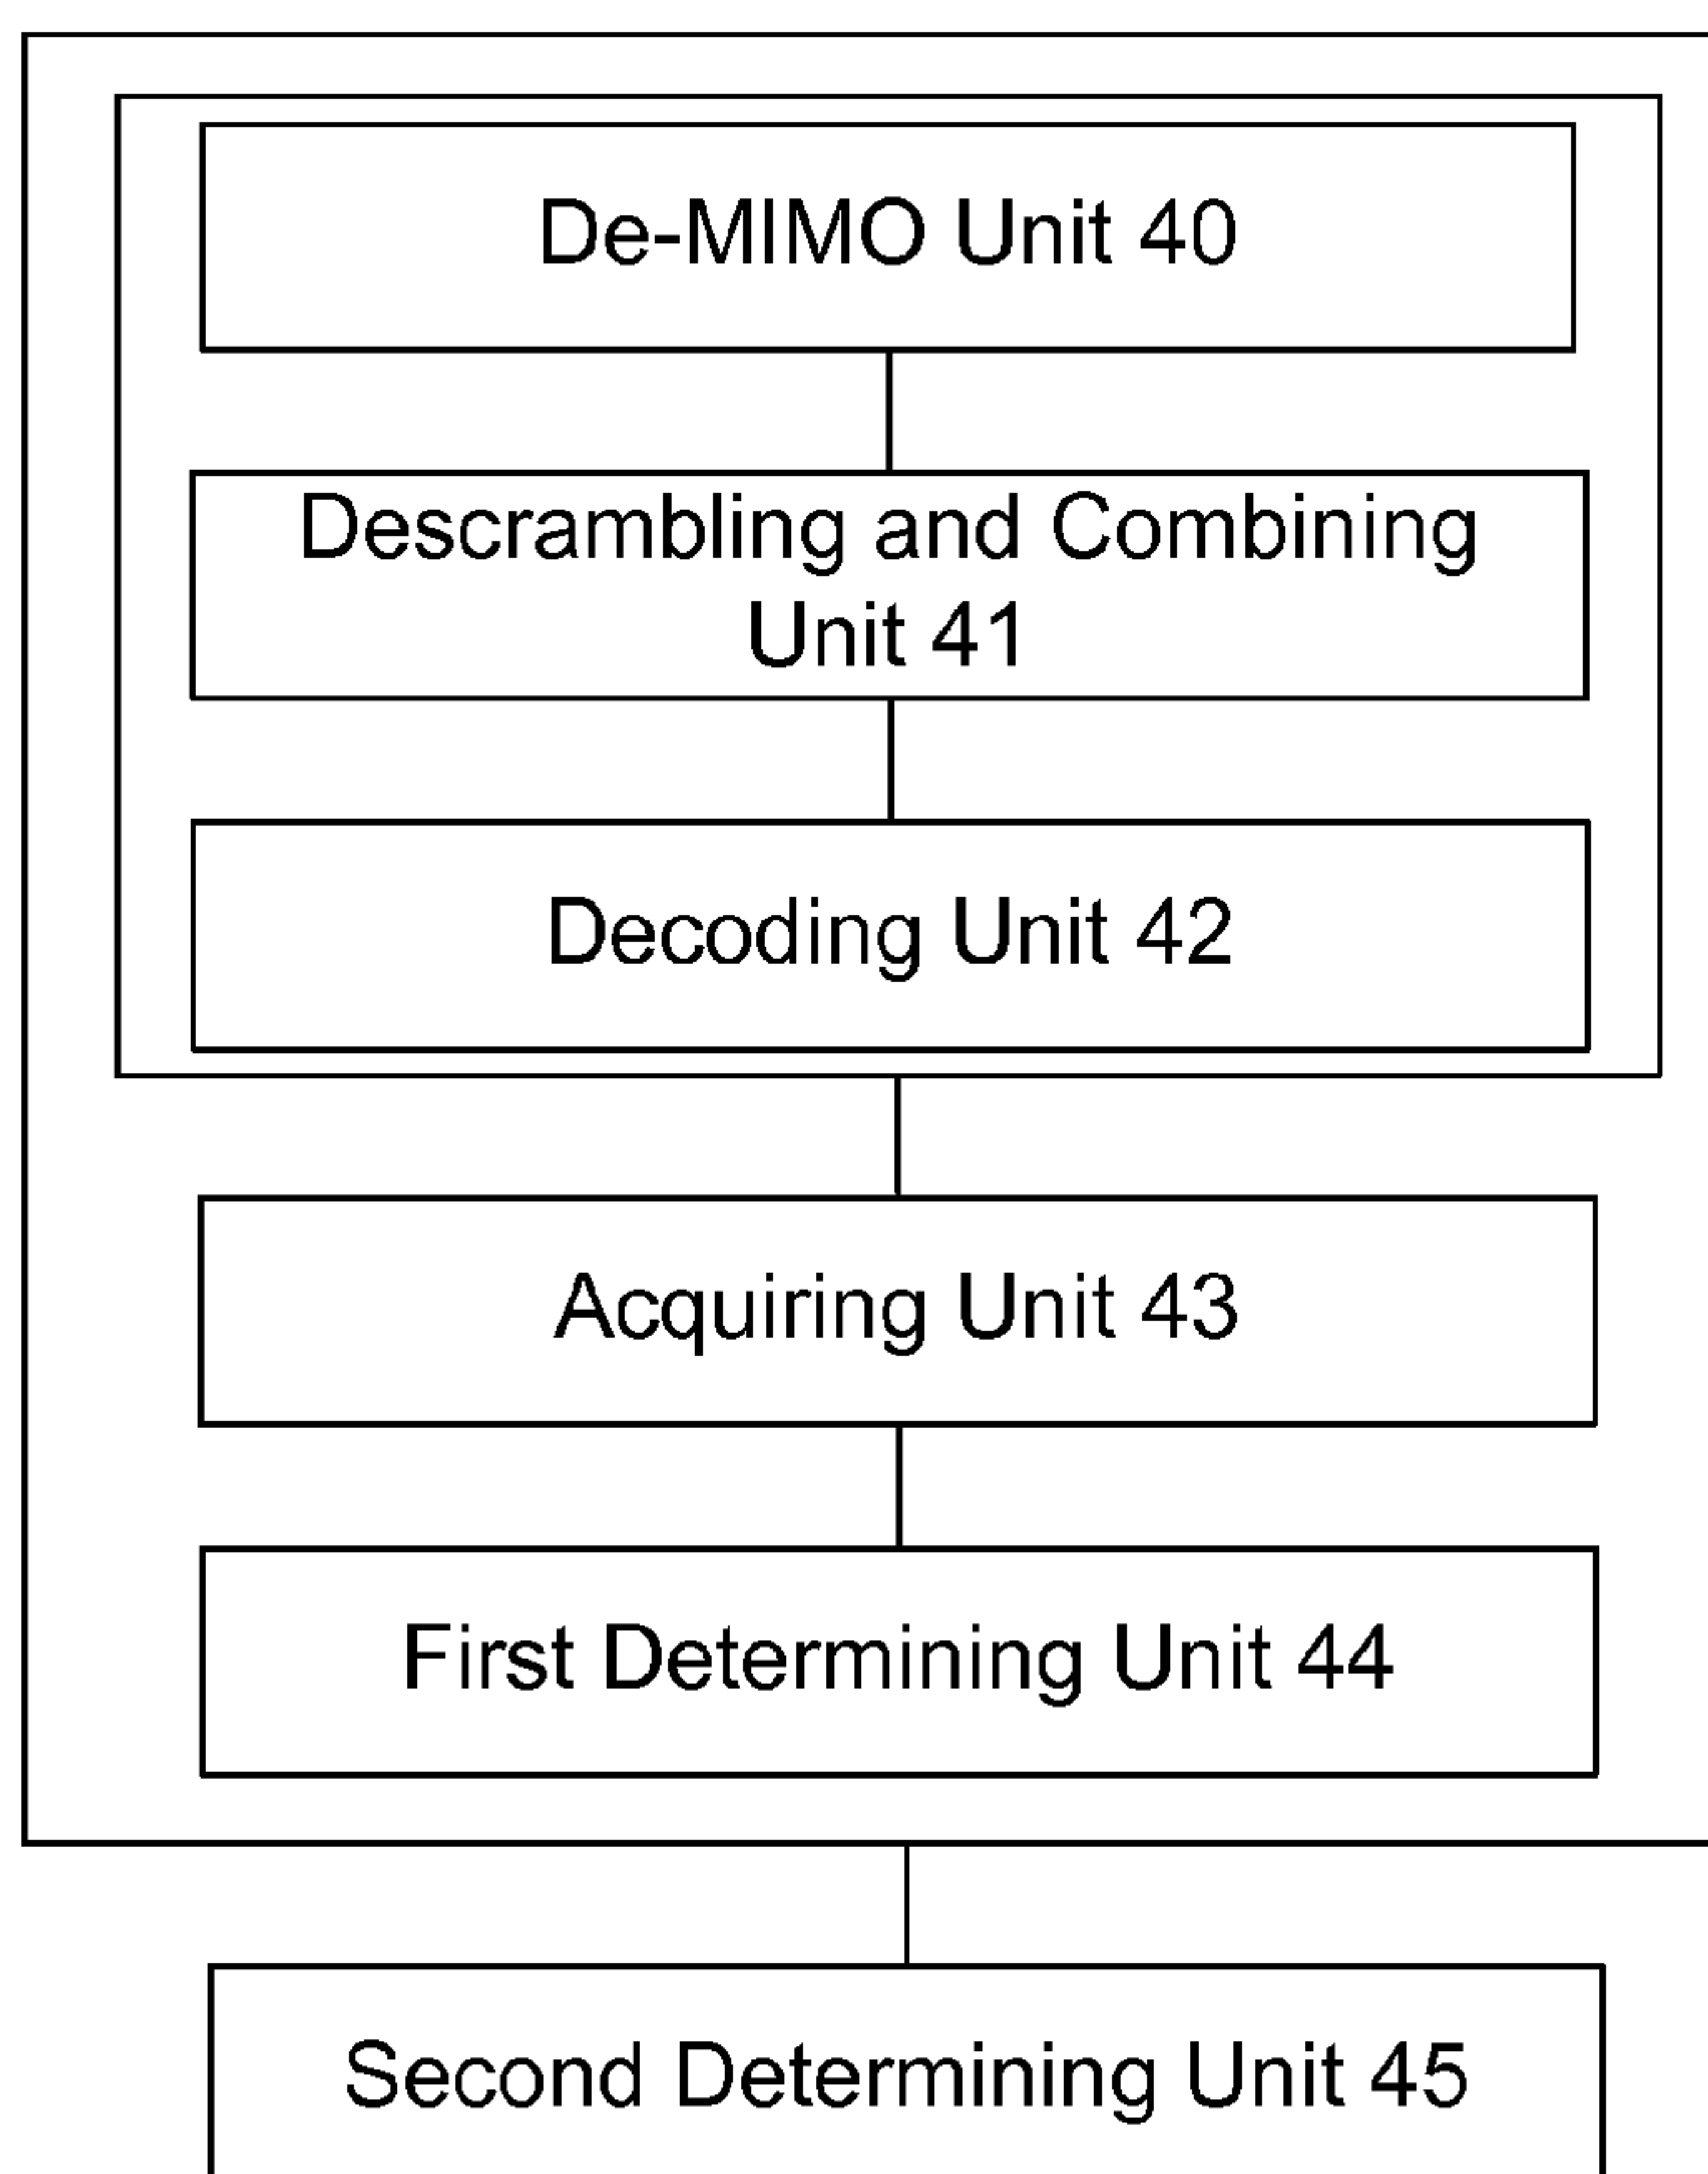 De-MIMO Unit 40
Descrambling and Combining
Unit 41
Decoding Unit 42
Acquiring Unit 43
First Determining Unit 44
Second Determining Unit 45